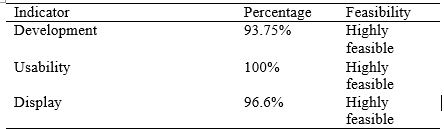 Indicator Percentage Feasibility
Development 93.75% Highly
feasible
Usability 100% Highly
feasible
Display 96.6% Highly
feasible